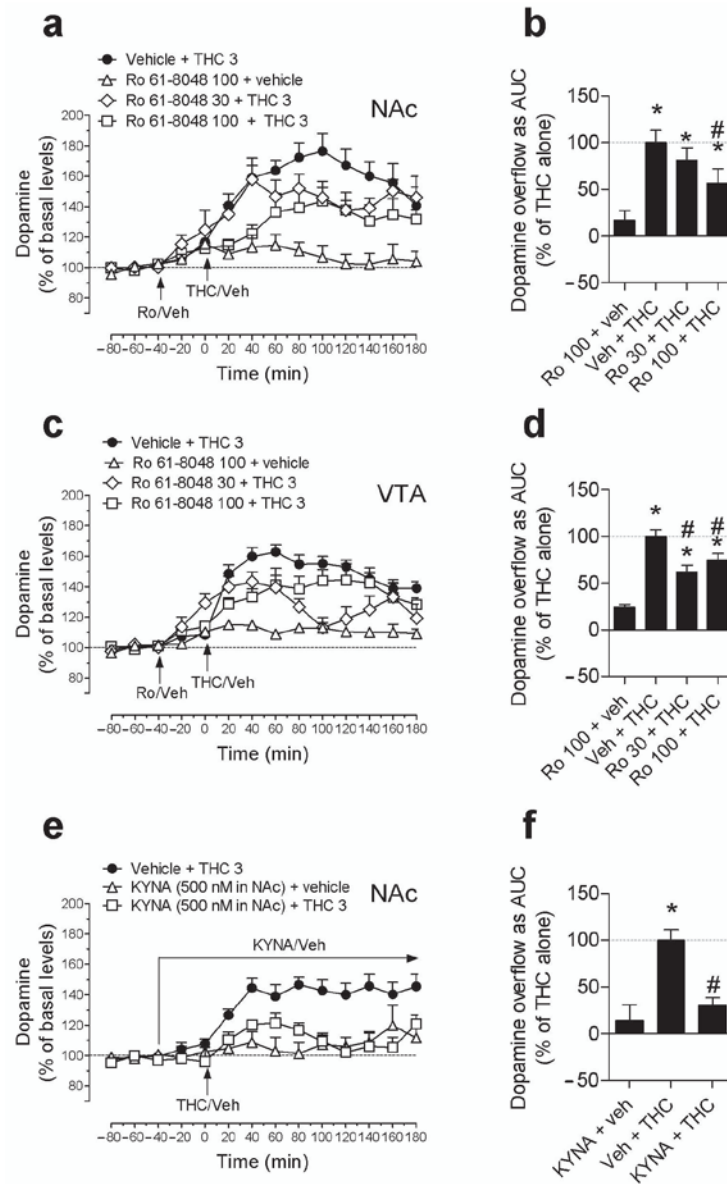 a
Vehicle + THC 3
Ro 61-8048 100 + vehicle
Ro 61-8048 30 + THC 3
Ro 61-8048 100 + THC 3
NAc
Dopamine
(% of basal levels)
200
180
160
140
120
100
80
Ro/Veh
THC/Veh
−80 −60 −40 −20 0 20 40 60 80 100 120 140 160 180
Time (min)
b
Dopamine overflow as AUC
(% of THC alone)
150
100
50
0
−50
*
*
#
*
Ro 100 + veh
Veh + THC
Ro 30 + THC
Ro 100 + THC
c
Vehicle + THC 3
Ro 61-8048 100 + vehicle
Ro 61-8048 30 + THC 3
Ro 61-8048 100 + THC 3
VTA
Dopamine
(% of basal levels)
200
180
160
140
120
100
80
Ro/Veh
THC/Veh
−80 −60 −40 −20 0 20 40 60 80 100 120 140 160 180
Time (min)
d
Dopamine overflow as AUC
(% of THC alone)
150
100
50
0
−50
*
#
*
#
*
Ro 100 + veh
Veh + THC
Ro 30 + THC
Ro 100 + THC
e
Vehicle + THC 3
KYNA (500 nM in NAc) + vehicle
KYNA (500 nM in NAc) + THC 3
NAc
Dopamine
(% of basal levels)
200
180
160
140
120
100
80
KYNA/Veh
THC/Veh
−80 −60 −40 −20 0 20 40 60 80 100 120 140 160 180
Time (min)
f
Dopamine overflow as AUC
(% of THC alone)
150
100
50
0
−50
*
#
KYNA + veh
Veh + THC
KYNA + THC